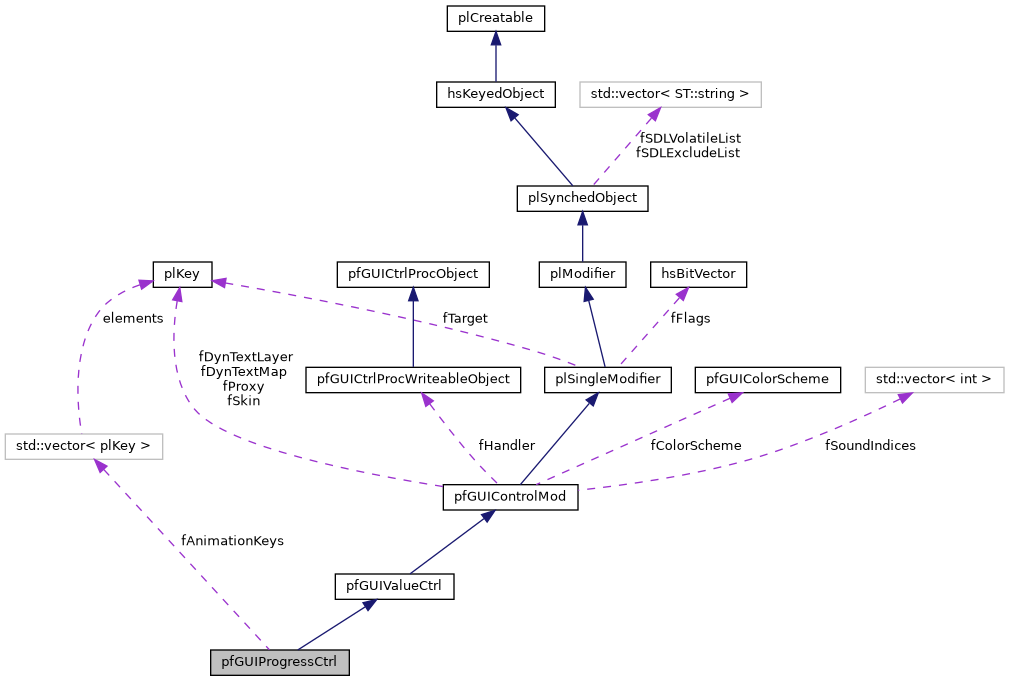 plCreatable
hsKeyedObject
std::vector< ST::string >
fSDLVolatileList
fSDLExcludeList
plSynchedObject
plKey
pfGUICtrlProcObject
plModifier
hsBitVector
elements
fTarget
fFlags
fDynTextLayer
fDynTextMap
fProxy
fSkin
pfGUICtrlProcWriteableObject
plSingleModifier
pfGUIColorScheme
std::vector< int >
std::vector< plKey >
fHandler
fColorScheme
fSoundIndices
pfGUIControlMod
fAnimationKeys
pfGUIValueCtrl
pfGUIProgressCtrl